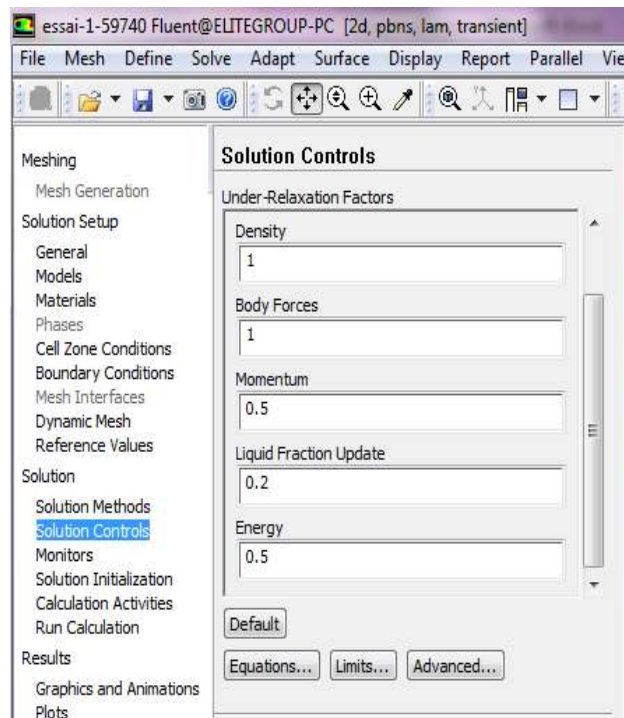 essai-1-59740 Fluent@ELITEGROUP-PC [2d, pbns, lam, transient]
File Mesh Define Solve Adapt Surface Display Report Parallel Vie
Meshing
Mesh Generation
Solution Setup
General
Models
Materials
Phases
Cell Zone Conditions
Boundary Conditions
Mesh Interfaces
Dynamic Mesh
Reference Values
Solution
Solution Methods
Solution Controls
Monitors
Solution Initialization
Calculation Activities
Run Calculation
Results
Graphics and Animations
Plots
Solution Controls
Under-Relaxation Factors
Density
1
Body Forces
1
Momentum
0.5
Liquid Fraction Update
0.2
Energy
0.5
Default
Equations... Limits... Advanced...